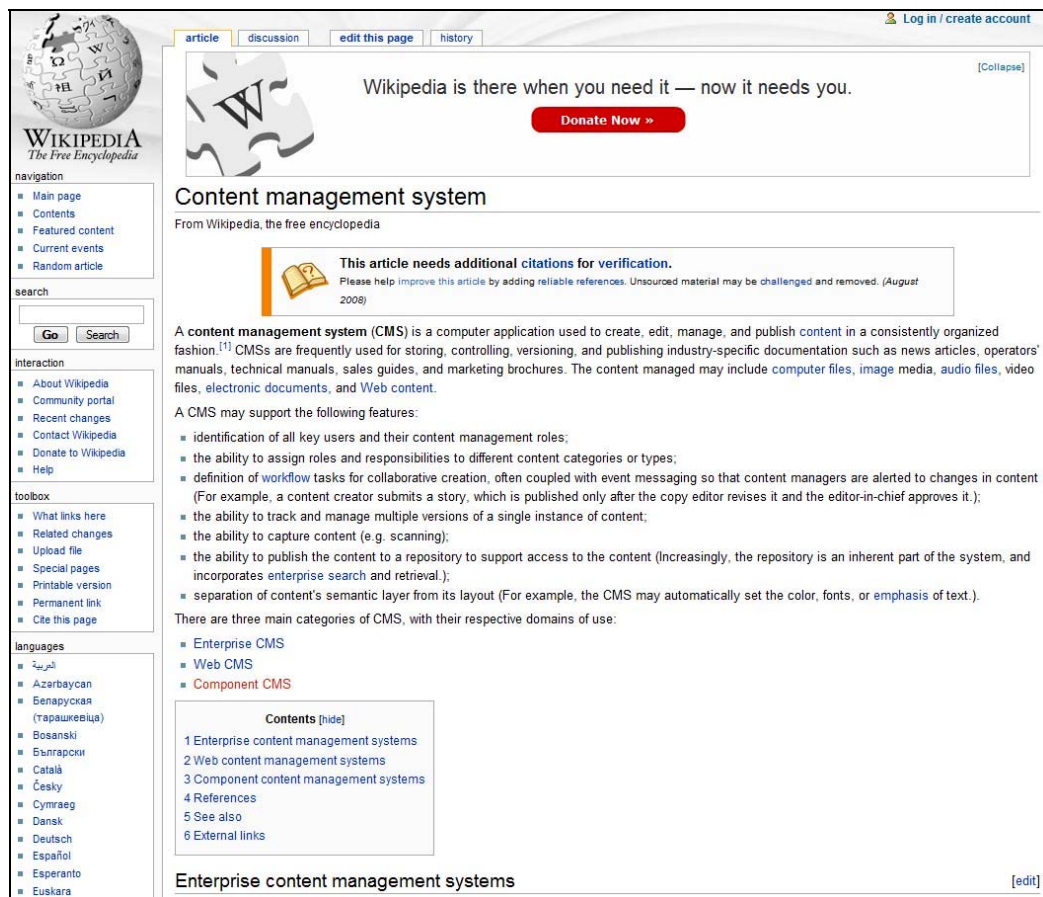 Log in / create account
article discussion edit this page history
[Collapse]
Wikipedia is there when you need it — now it needs you.
Donate Now »
WIKIPEDIA
The Free Encyclopedia
navigation
Main page
Contents
Featured content
Current events
Random article
search
Go Search
interaction
About Wikipedia
Community portal
Recent changes
Contact Wikipedia
Donate to Wikipedia
Help
toolbox
What links here
Related changes
Upload file
Special pages
Printable version
Permanent link
Cite this page
languages
العربية
Azərbaycan
Беларуская
(тарашкевіца)
Bosanski
Български
Català
Česky
Cymraeg
Dansk
Deutsch
Español
Esperanto
Euskara
Content management system
From Wikipedia, the free encyclopedia
This article needs additional citations for verification.
Please help improve this article by adding reliable references. Unsourced material may be challenged and removed. (August
2008)
A content management system (CMS) is a computer application used to create, edit, manage, and publish content in a consistently organized
fashion.[1] CMSs are frequently used for storing, controlling, versioning, and publishing industry-specific documentation such as news articles, operators'
manuals, technical manuals, sales guides, and marketing brochures. The content managed may include computer files, image media, audio files, video
files, electronic documents, and Web content.
A CMS may support the following features:
identification of all key users and their content management roles;
the ability to assign roles and responsibilities to different content categories or types;
definition of workflow tasks for collaborative creation, often coupled with event messaging so that content managers are alerted to changes in content
(For example, a content creator submits a story, which is published only after the copy editor revises it and the editor-in-chief approves it.);
the ability to track and manage multiple versions of a single instance of content;
the ability to capture content (e.g. scanning);
the ability to publish the content to a repository to support access to the content (Increasingly, the repository is an inherent part of the system, and
incorporates enterprise search and retrieval.);
separation of content's semantic layer from its layout (For example, the CMS may automatically set the color, fonts, or emphasis of text.).
There are three main categories of CMS, with their respective domains of use:
Enterprise CMS
Web CMS
Component CMS
Contents [hide]
1 Enterprise content management systems
2 Web content management systems
3 Component content management systems
4 References
5 See also
6 External links
Enterprise content management systems [edit]